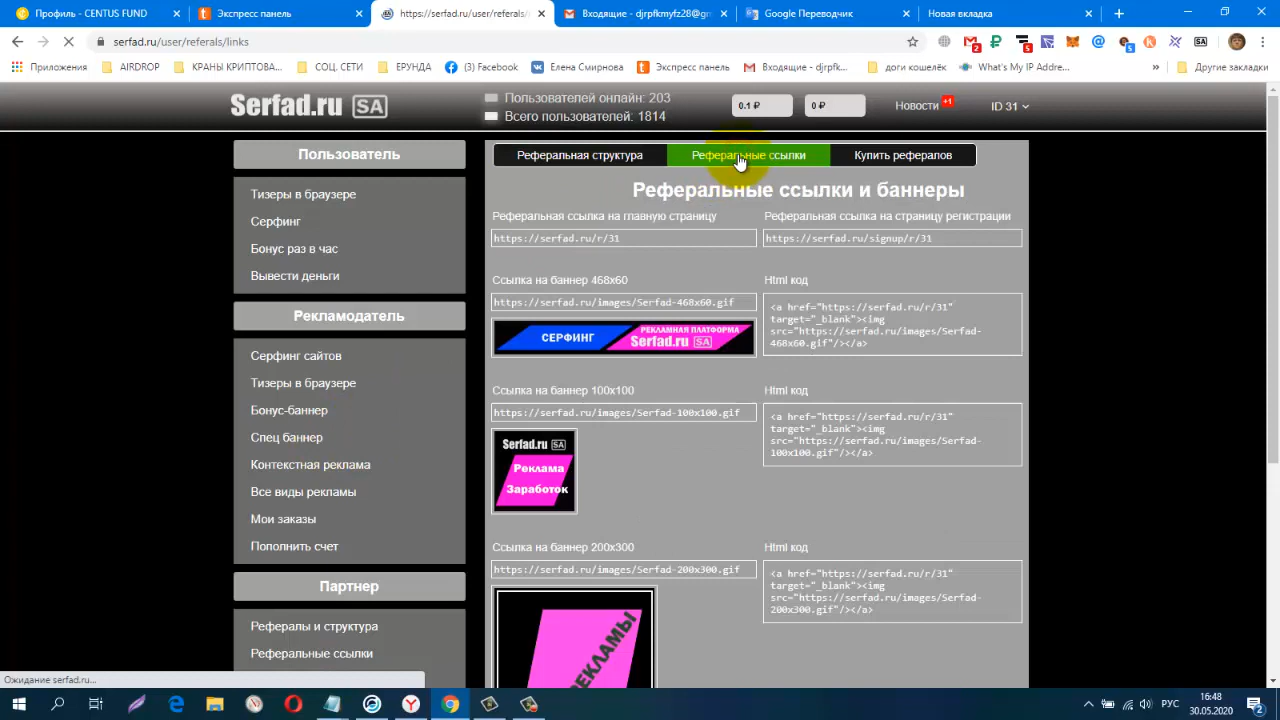 Профиль - CENTUS FUND
Экспресс панель
https://serfad.ru/user/referals/
Входящие - djrpfkmyfz28@gm
Google Переводчик
Новая вкладка
serfad.ru/user/referals/links
Приложения
AIRDROP
КРАНЫ КРИПТОВА...
СОЦ. СЕТИ
ЕРУНДА
(3) Facebook
Елена Смирнова
Экспресс панель
Входящие - djrpfk...
доги кошелёк
What's My IP Addre...
Другие закладки
Serfad.ru SA
Пользователей онлайн: 203
Всего пользователей: 1814
0.1 ₽
0 ₽
Новости +1
ID 31
Пользователь
Тизеры в браузере
Серфинг
Бонус раз в час
Вывести деньги
Рекламодатель
Серфинг сайтов
Тизеры в браузере
Бонус-баннер
Спец баннер
Контекстная реклама
Все виды рекламы
Мои заказы
Пополнить счет
Партнер
Рефералы и структура
Реферальные ссылки
Реферальная структура
Реферальные ссылки
Купить рефералов
Реферальные ссылки и баннеры
Реферальная ссылка на главную страницу
https://serfad.ru/r/31
Реферальная ссылка на страницу регистрации
https://serfad.ru/signup/r/31
Ссылка на баннер 468x60
https://serfad.ru/images/Serfad-468x60.gif
СЕРФИНГ
РЕКЛАМНАЯ ПЛАТФОРМА
Serfad.ru SA
Html код
<a href="https://serfad.ru/r/31"
target="_blank"><img
src="https://serfad.ru/images/Serfad-
468x60.gif"/></a>
Ссылка на баннер 100x100
https://serfad.ru/images/Serfad-100x100.gif
Serfad.ru SA
Реклама
Заработок
Html код
<a href="https://serfad.ru/r/31"
target="_blank"><img
src="https://serfad.ru/images/Serfad-
100x100.gif"/></a>
Ссылка на баннер 200x300
https://serfad.ru/images/Serfad-200x300.gif
РЕКЛАМЫ
Html код
<a href="https://serfad.ru/r/31"
target="_blank"><img
src="https://serfad.ru/images/Serfad-
200x300.gif"/></a>
Ожидание serfad.ru...
РУС
16:48
30.05.2020